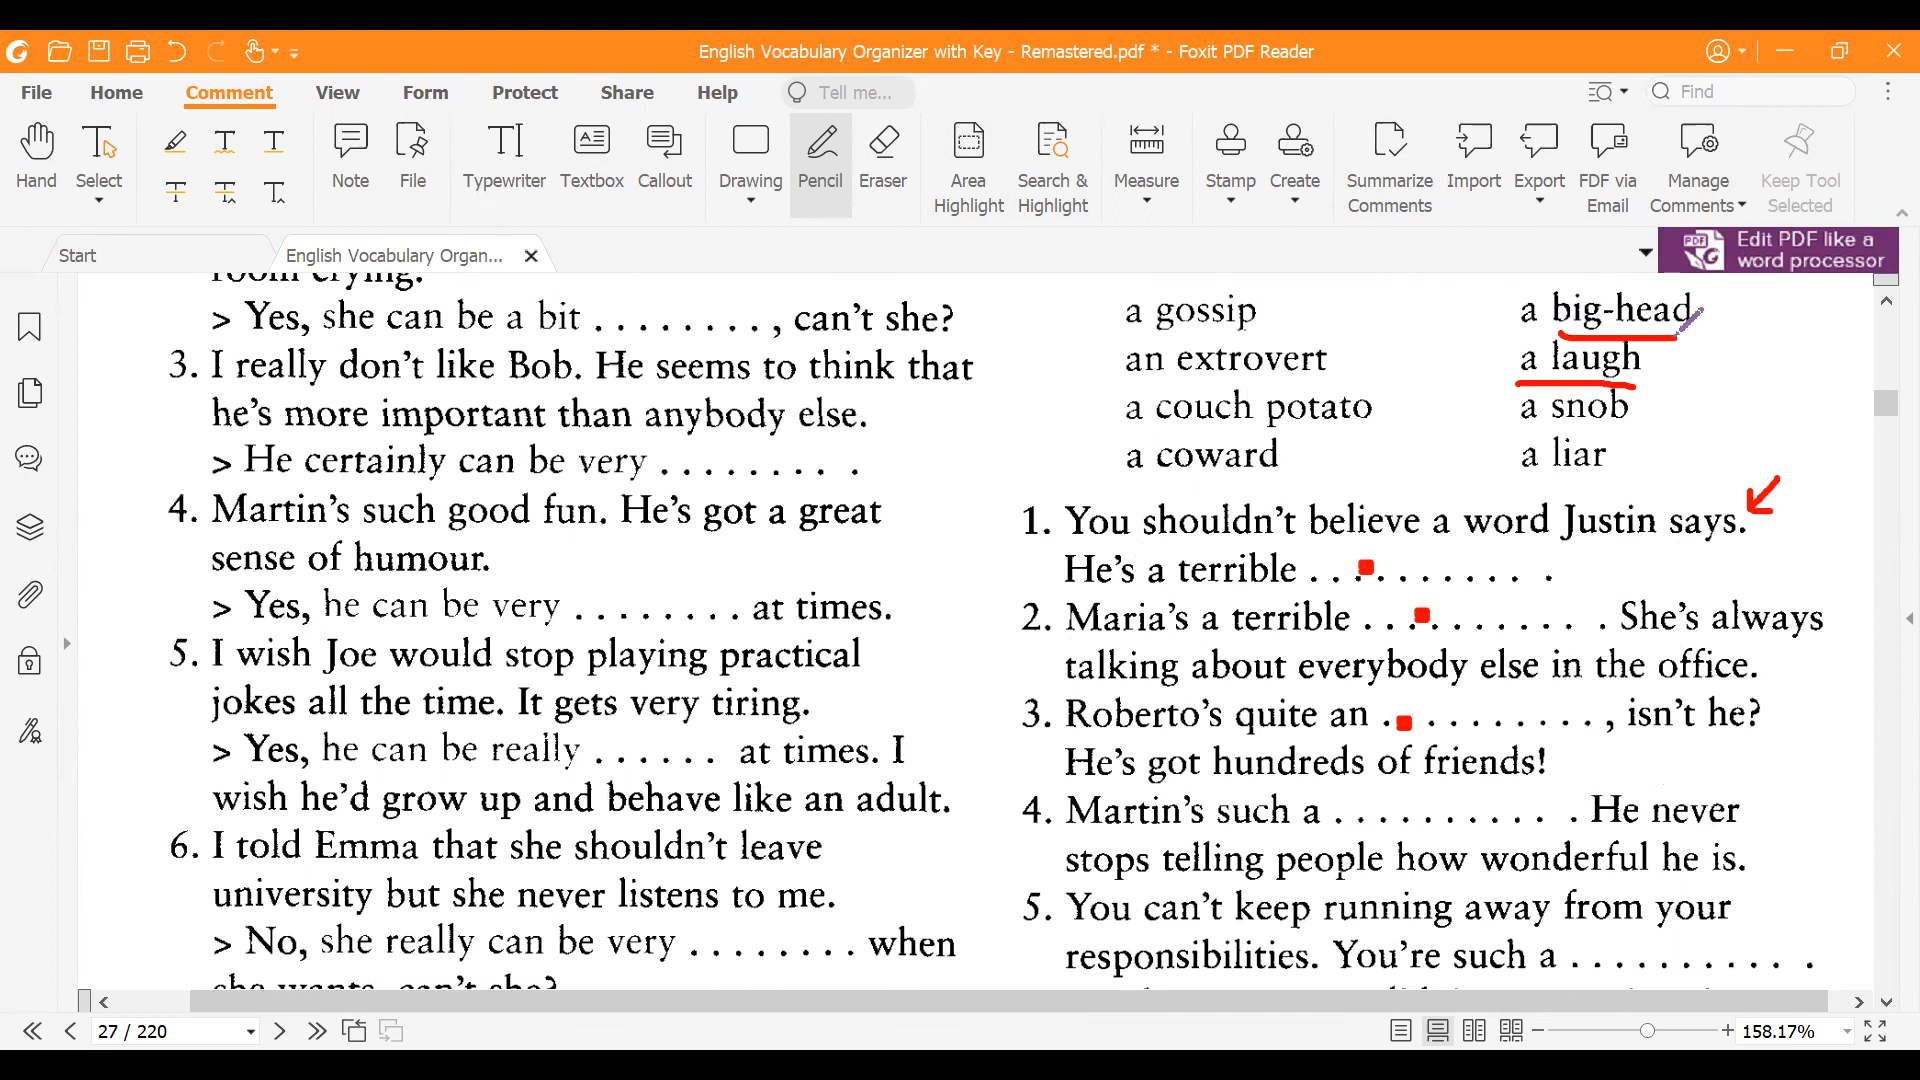 English Vocabulary Organizer with Key - Remastered.pdf * - Foxit PDF Reader
File Home Comment View Form Protect Share Help Tell me... Find
Hand Select Note File Typewriter Textbox Callout Drawing Pencil Eraser Area Highlight Search & Highlight Measure Stamp Create Summarize Comments Import Export FDF via Email Manage Comments Keep Tool Selected
Start English Vocabulary Organ...
PDF Edit PDF like a word processor
room crying.
> Yes, she can be a bit . . . . . . . . . , can't she?
3. I really don't like Bob. He seems to think that
he's more important than anybody else.
> He certainly can be very . . . . . . . . .
4. Martin's such good fun. He's got a great
sense of humour.
> Yes, he can be very . . . . . . . . at times.
5. I wish Joe would stop playing practical
jokes all the time. It gets very tiring.
> Yes, he can be really . . . . . . at times. I
wish he'd grow up and behave like an adult.
6. I told Emma that she shouldn't leave
university but she never listens to me.
> No, she really can be very . . . . . . . . when
she wants, can't she?
a gossip a big-head
an extrovert a laugh
a couch potato a snob
a coward a liar
1. You shouldn't believe a word Justin says.
He's a terrible . . . . . . . . . . .
2. Maria's a terrible . . . . . . . . . . . . She's always
talking about everybody else in the office.
3. Roberto's quite an . . . . . . . . . . , isn't he?
He's got hundreds of friends!
4. Martin's such a . . . . . . . . . . . He never
stops telling people how wonderful he is.
5. You can't keep running away from your
responsibilities. You're such a . . . . . . . . . . .
27 / 220 158.17%